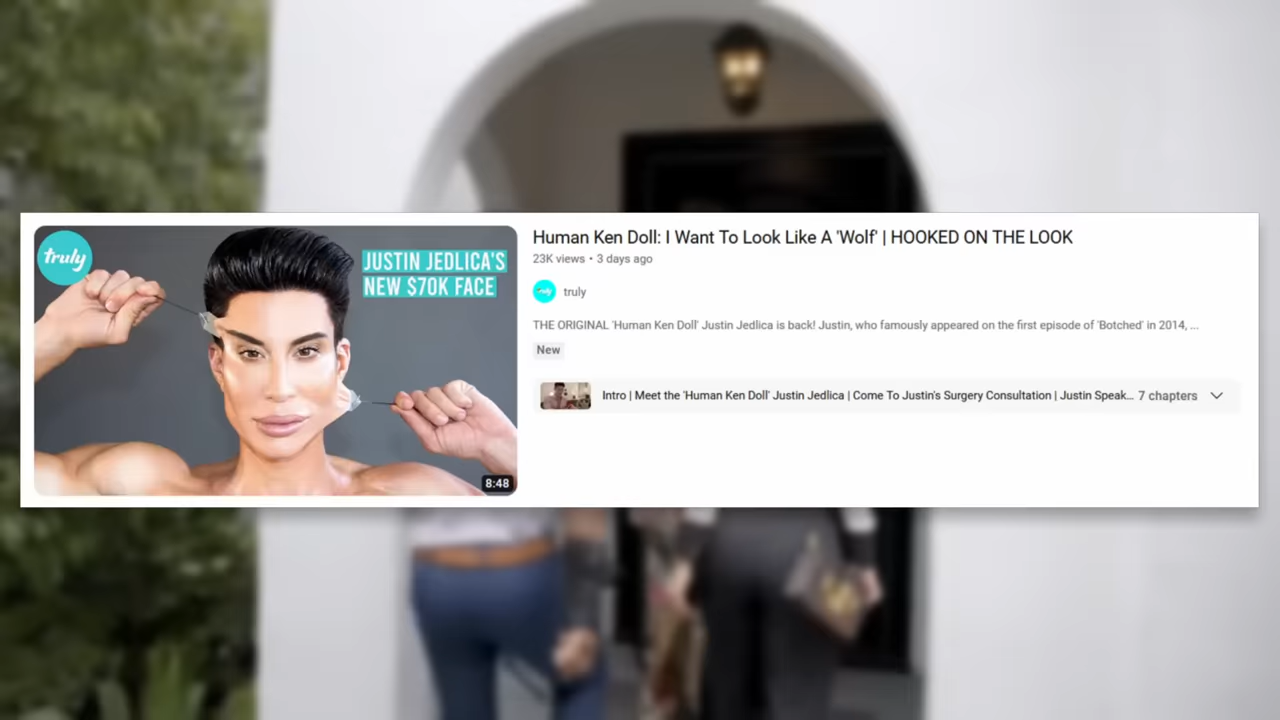 truly
JUSTIN JEDLICA'S
NEW $70K FACE
8:48
Human Ken Doll: I Want To Look Like A 'Wolf' | HOOKED ON THE LOOK
23K views • 3 days ago
truly
THE ORIGINAL 'Human Ken Doll' Justin Jedlica is back! Justin, who famously appeared on the first episode of 'Botched' in 2014, ...
New
Intro | Meet the 'Human Ken Doll' Justin Jedlica | Come To Justin's Surgery Consultation | Justin Speak... 7 chapters